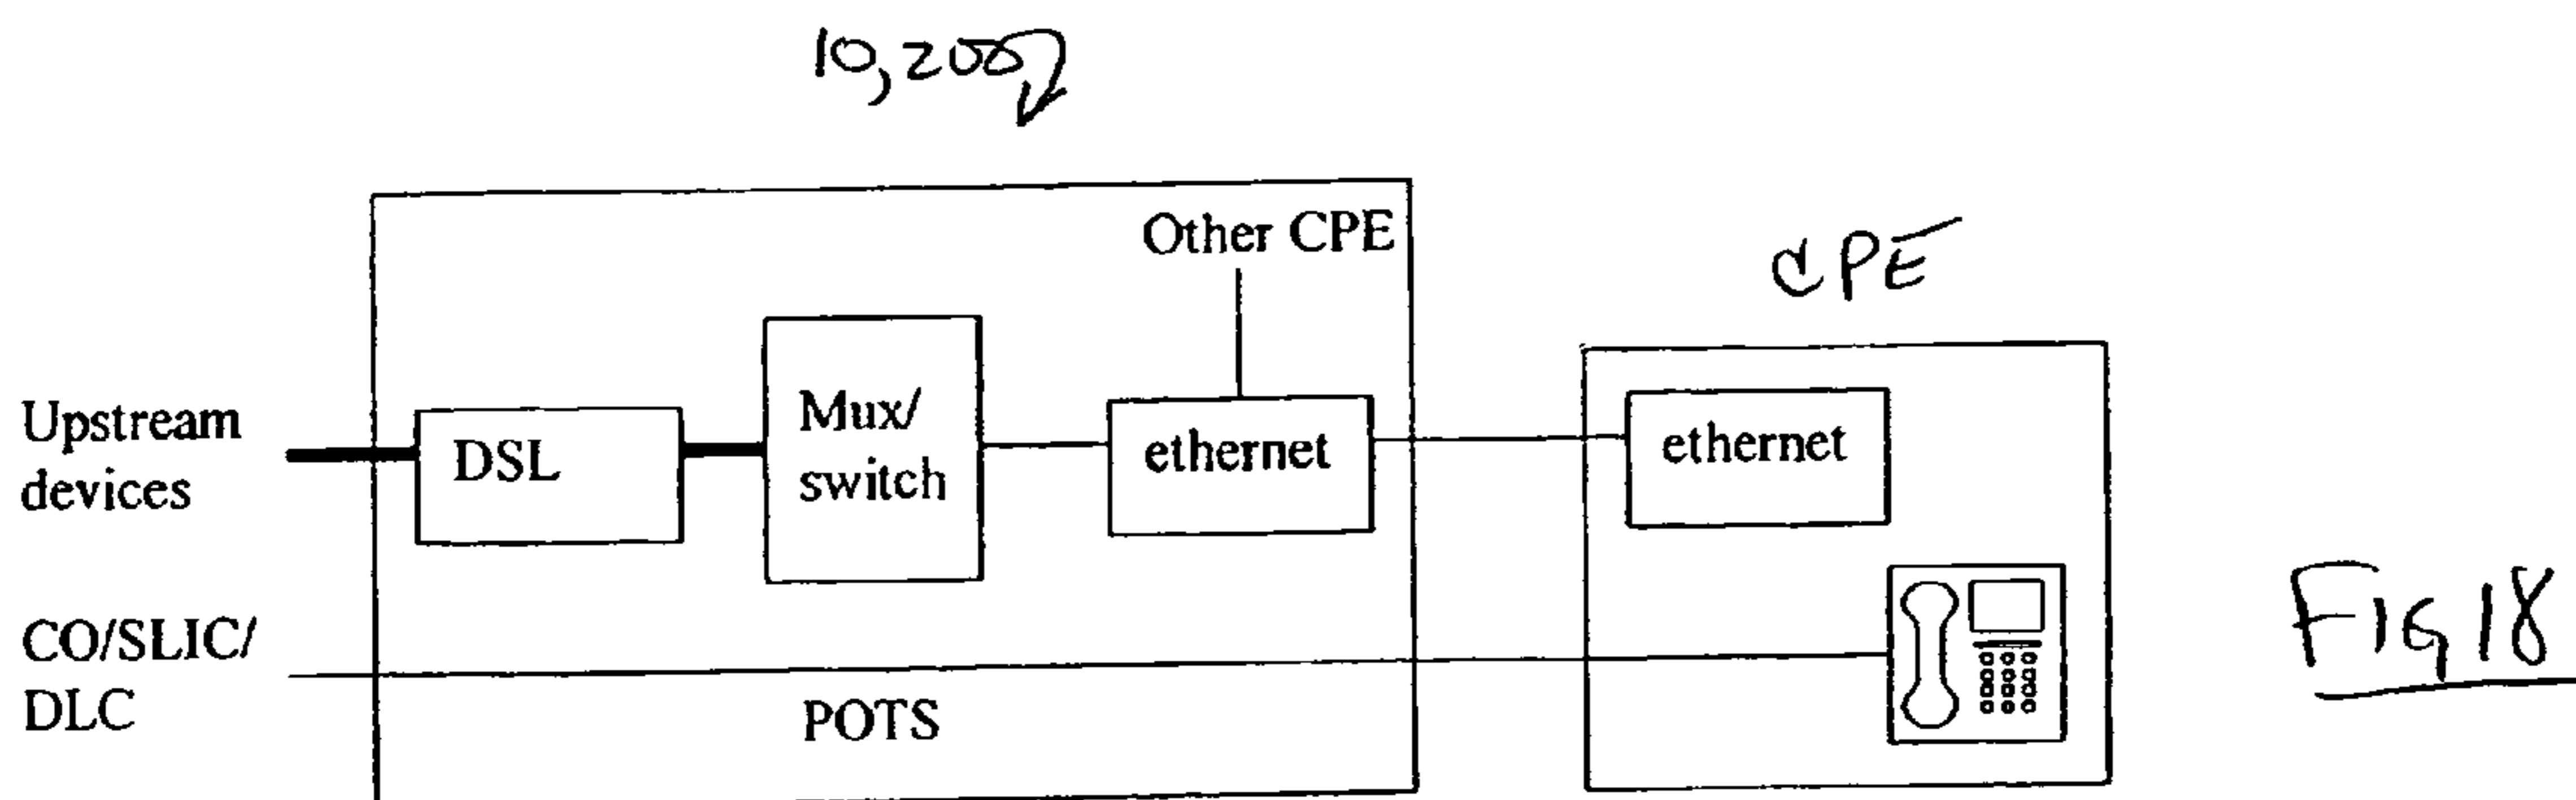 10,200
Other CPE
CPE
Upstream
devices
DSL
Mux/
switch
ethernet
ethernet
CO/SLIC/
DLC
POTS
FIG 18